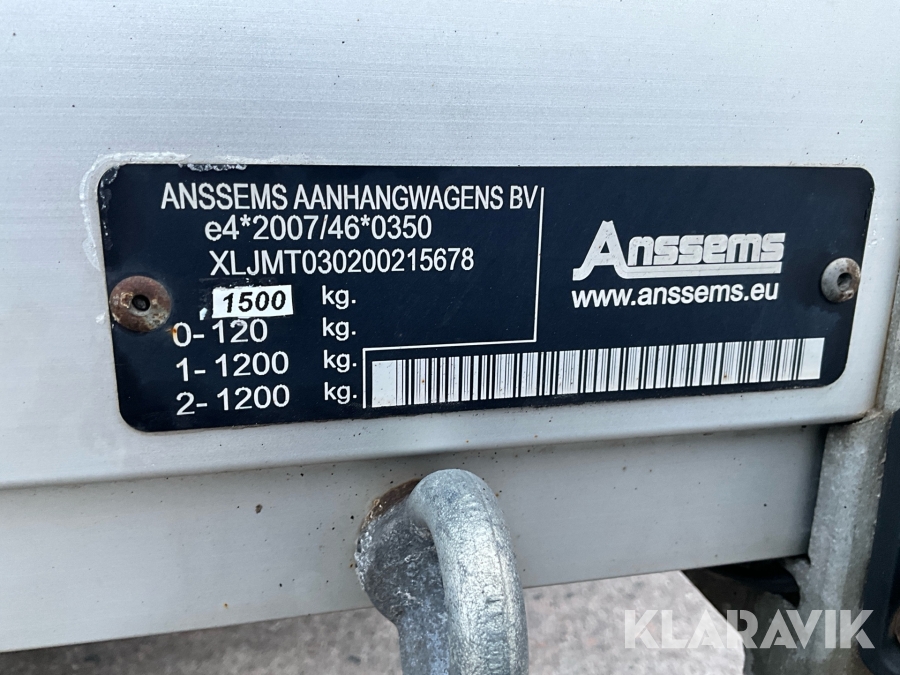 ANSSEMS AANHANGWAGENS BV
e4*2007/46*0350
XLJMT030200215678
1500 kg.
0- 120 kg.
1- 1200 kg.
2- 1200 kg.
Anssems
www.anssems.eu
KLARAVIK